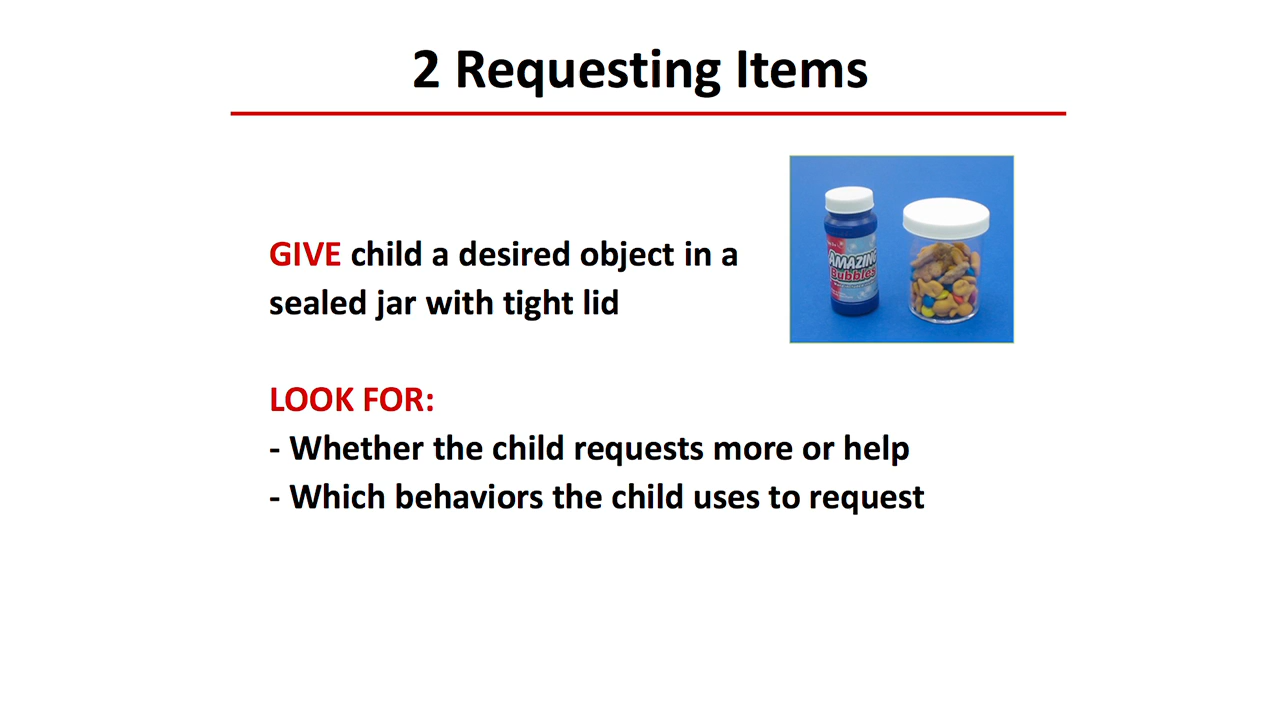 2 Requesting Items
GIVE child a desired object in a
sealed jar with tight lid
AMAZING
Bubbles
LOOK FOR:
- Whether the child requests more or help
- Which behaviors the child uses to request